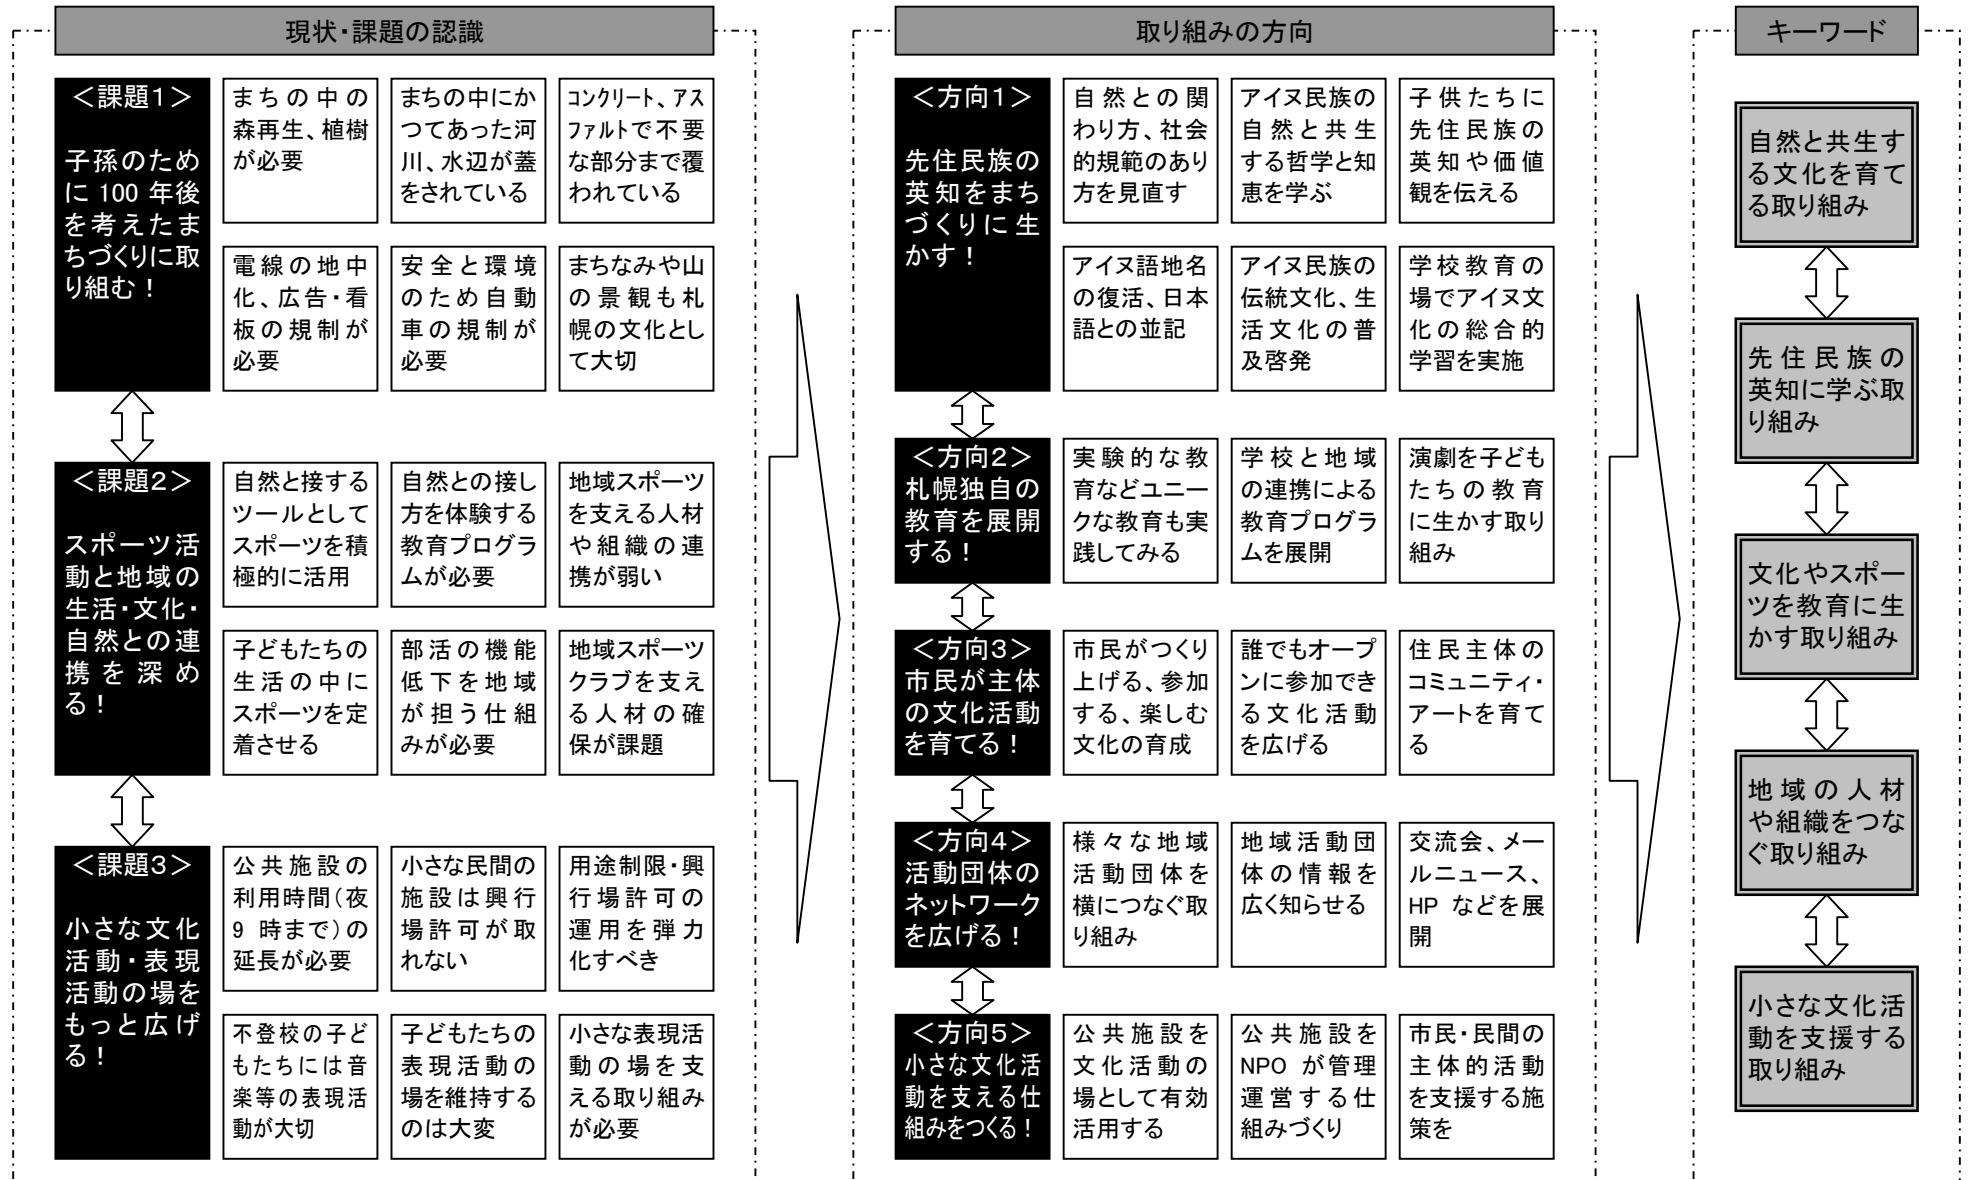 現状・課題の認識
<課題1>
子孫のため
に 100 年後
を考えたま
ちづくりに取
り組む！
まちの中の
森再生、植樹
が必要
まちの中にか
つてあった河
川、水辺が蓋
をされている
コンクリート、アス
ファルトで不要
な部分まで覆
われている
電線の地中
化、広告・看
板の規制が
必要
安全と環境
のため自動
車の規制が
必要
まちなみや山
の景観も札
幌の文化とし
て大切
<課題2>
スポーツ活
動と地域の
生活・文化・
自然との連
携を深め
る！
自然と接する
ツールとして
スポーツを積
極的に活用
自然との接し
方を体験する
教育プログラ
ムが必要
地域スポーツ
を支える人材
や組織の連
携が弱い
子どもたちの
生活の中に
スポーツを定
着させる
部活の機能
低下を地域
が担う仕組
みが必要
地域スポーツ
クラブを支え
る人材の確
保が課題
<課題3>
小さな文化
活動・表現
活動の場を
もっと広げ
る！
公共施設の
利用時間（夜
9 時まで）の
延長が必要
小さな民間の
施設は興行
場許可が取
れない
用途制限・興
行場許可の
運用を弾力
化すべき
不登校の子ど
もたちには音
楽等の表現活
動が大切
子どもたちの
表現活動の
場を維持する
のは大変
小さな表現活
動の場を支
える取り組み
が必要
取り組みの方向
<方向1>
先住民族の
英知をまち
づくりに生
かす！
自然との関
わり方、社会
的規範のあり
方を見直す
アイヌ民族の
自然と共生
する哲学と知
恵を学ぶ
子供たちに
先住民族の
英知や価値
観を伝える
アイヌ語地名
の復活、日本
語との並記
アイヌ民族の
伝統文化、生
活文化の普
及啓発
学校教育の
場でアイヌ文
化の総合的
学習を実施
<方向2>
札幌独自の
教育を展開
する！
実験的な教
育などユニー
クな教育も実
践してみる
学校と地域
の連携による
教育プログラ
ムを展開
演劇を子ども
たちの教育
に生かす取り
組み
<方向3>
市民が主体
の文化活動
を育てる！
市民がつくり
上げる、参加
する、楽しむ
文化の育成
誰でもオープ
ンに参加でき
る文化活動
を広げる
住民主体の
コミュニティ・
アートを育て
る
<方向4>
活動団体の
ネットワーク
を広げる！
様々な地域
活動団体を
横につなぐ取
り組み
地域活動団
体の情報を
広く知らせる
交流会、メー
ルニュース、
HP などを展
開
<方向5>
小さな文化活
動を支える仕
組みをつくる！
公共施設を
文化活動の
場として有効
活用する
公共施設を
NPO が管理
運営する仕
組みづくり
市民・民間の
主体的活動
を支援する施
策を
キーワード
自然と共生す
る文化を育て
る取り組み
先住民族の
英知に学ぶ取
り組み
文化やスポー
ツを教育に生
かす取り組み
地域の人材
や組織をつな
ぐ取り組み
小さな文化活
動を支援する
取り組み